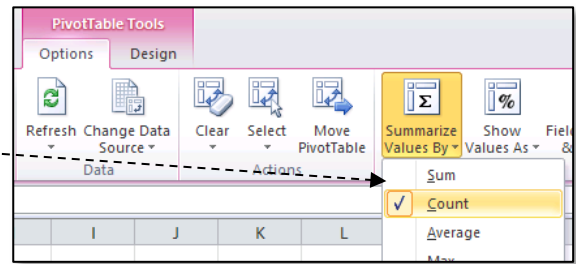 PivotTable Tools
Options Design
Refresh Change Data Source Clear Select Move PivotTable Summarize Values By Show Values As Fiel &
Data Actions
Sum
Count
Average
Max
I J K L